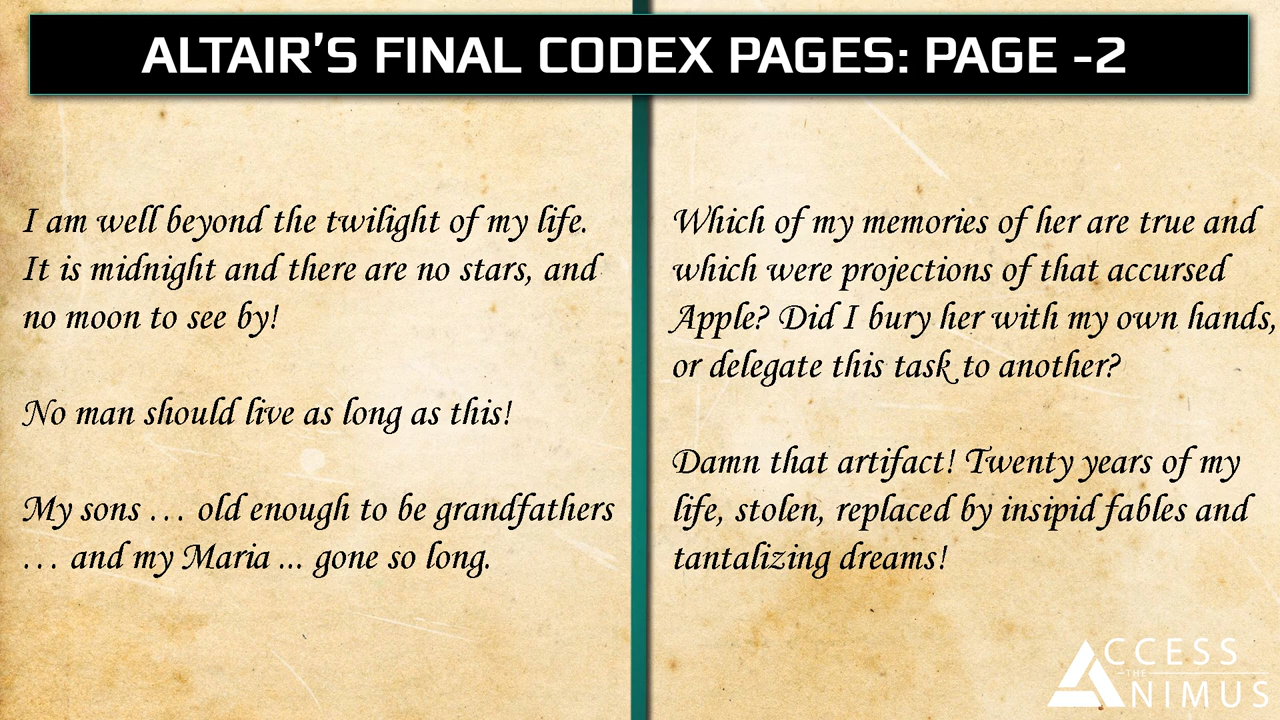 ALTAIR'S FINAL CODEX PAGES: PAGE -2
I am well beyond the twilight of my life.
It is midnight and there are no stars, and
no moon to see by!
No man should live as long as this!
My sons ... old enough to be grandfathers
... and my Maria ... gone so long.
Which of my memories of her are true and
which were projections of that accursed
Apple? Did I bury her with my own hands,
or delegate this task to another?
Damn that artifact! Twenty years of my
life, stolen, replaced by insipid fables and
tantalizing dreams!
ACCESS
THE
ANIMUS